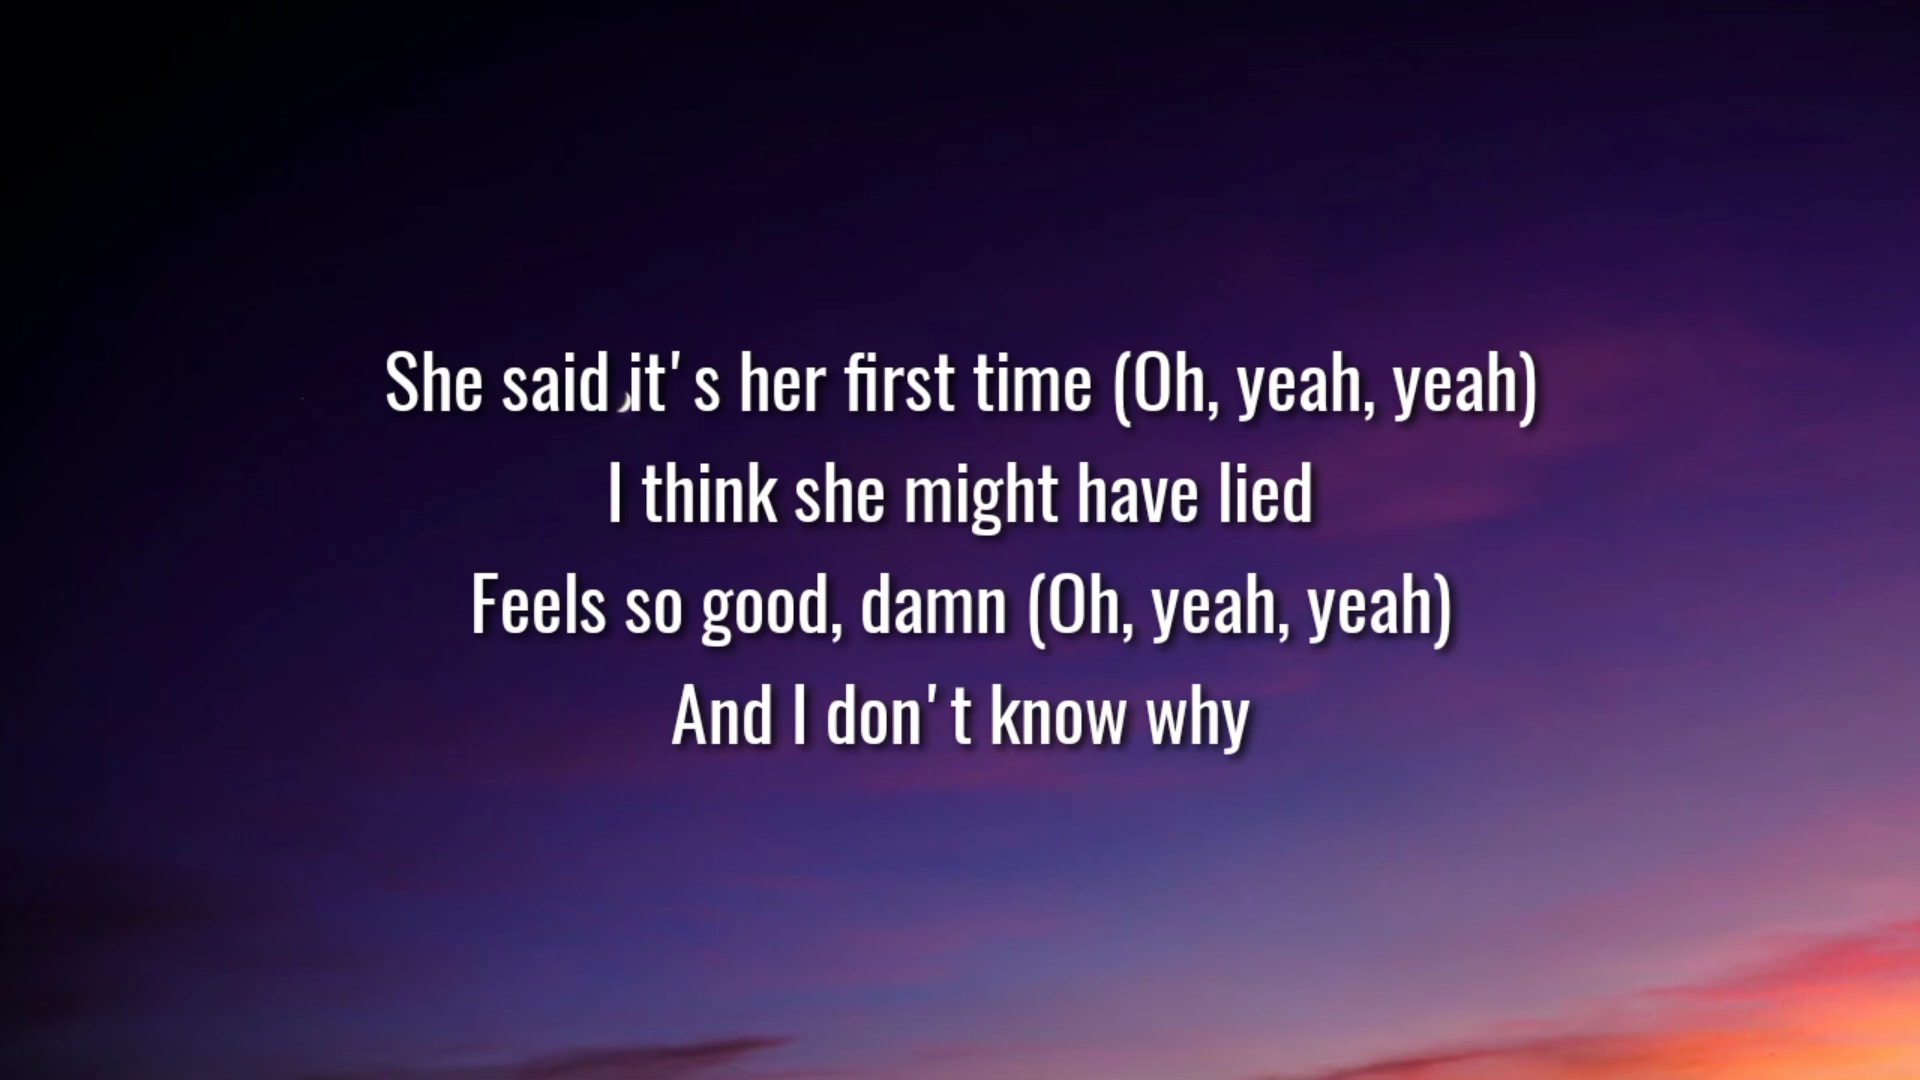 She said it's her first time (Oh, yeah, yeah)
I think she might have lied
Feels so good, damn (Oh, yeah, yeah)
And I don't know why